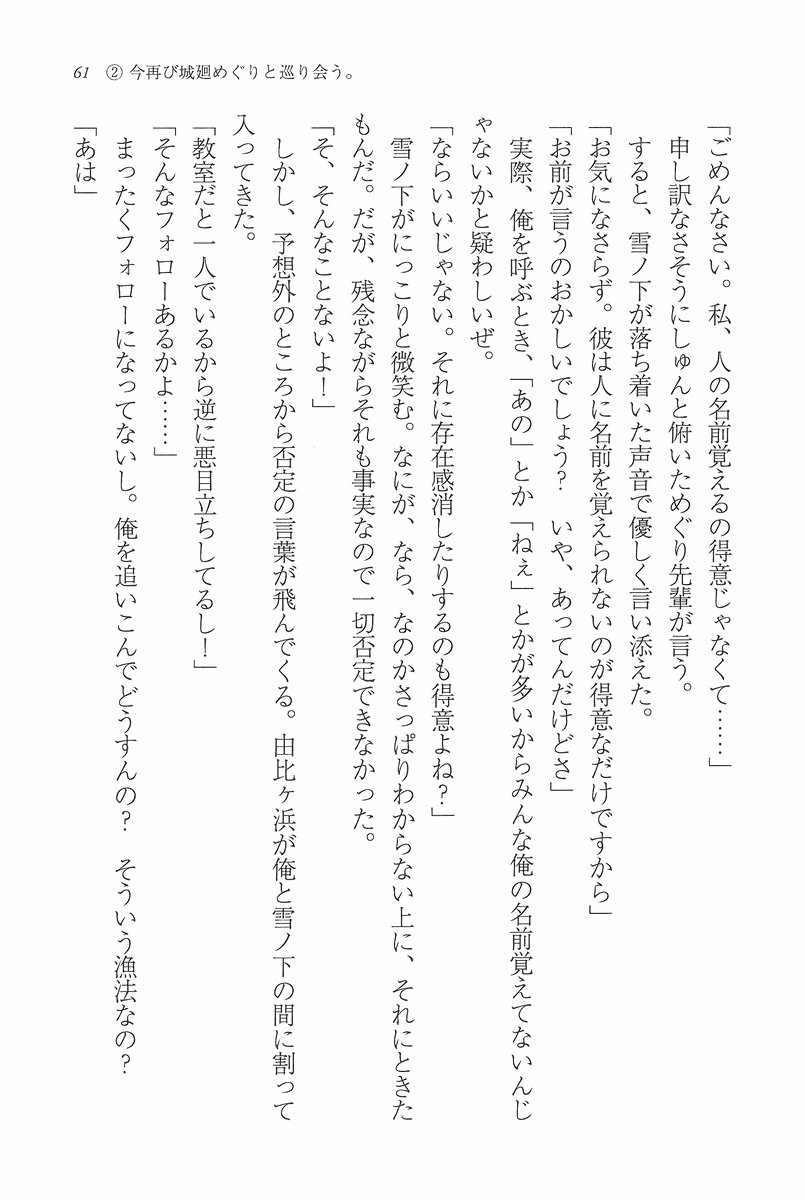 61　② 今再び城廻めぐりと巡り会う。
「ごめんなさい。私、人の名前覚えるの得意じゃなくて……」
　申し訳なさそうにしゅんと俯いためぐり先輩が言う。
　すると、雪ノ下が落ち着いた声音で優しく言い添えた。
「お気になさらず。彼は人に名前を覚えられないのが得意なだけですから」
「お前が言うのおかしいでしょう？　いや、あってんだけどさ」
　実際、俺を呼ぶとき、「あの」とか「ねぇ」とかが多いからみんな俺の名前覚えてないんじ
ゃないかと疑わしいぜ。
「ならいいじゃない。それに存在感消したりするのも得意よね？」
　雪ノ下がにっこりと微笑む。なにが、なら、なのかさっぱりわからない上に、それにときた
もんだ。だが、残念ながらそれも事実なので一切否定できなかった。
「そ、そんなことないよ！」
　しかし、予想外のところから否定の言葉が飛んでくる。由比ヶ浜が俺と雪ノ下の間に割って
入ってきた。
「教室だと一人でいるから逆に悪目立ちしてるし！」
「そんなフォローあるかよ……」
　まったくフォローになってないし。俺を追いこんでどうすんの？　そういう漁法なの？
「あは」